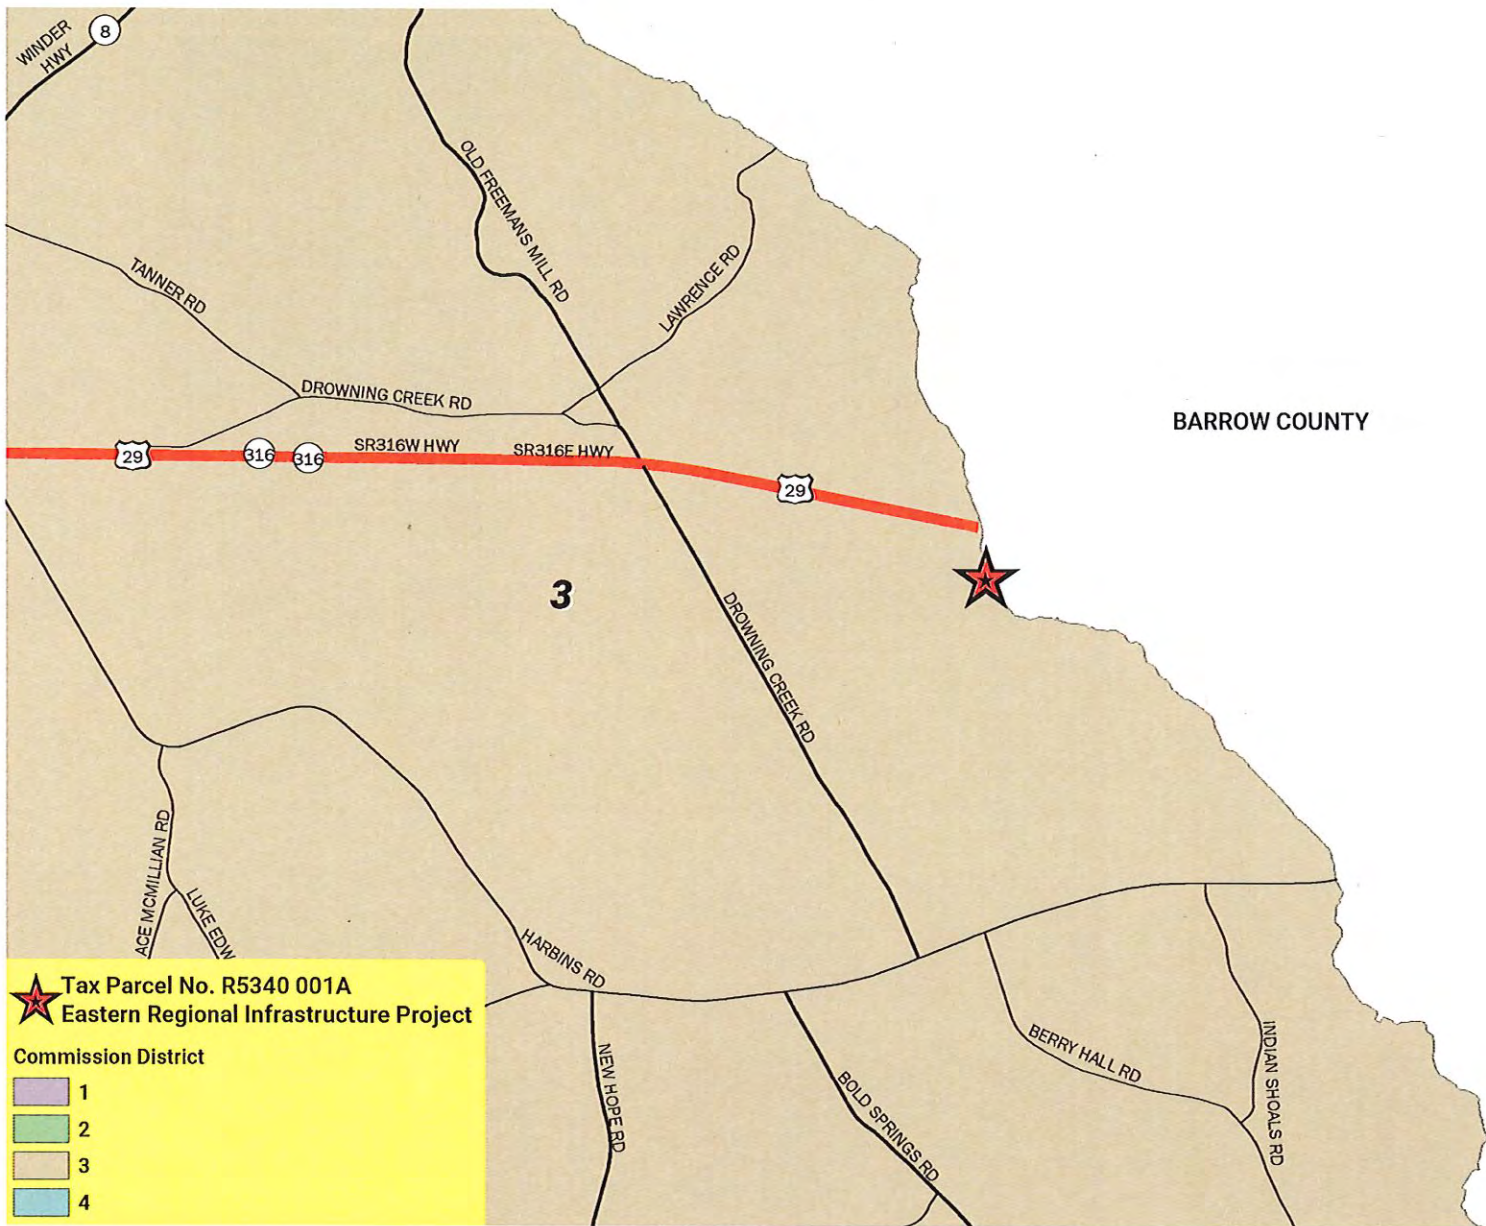 WINDER
HWY
8
OLD FREEMANS MILL RD
LAWRENCE RD
TANNER RD
DROWNING CREEK RD
BARROW COUNTY
29
316
316
SR316W HWY
SR316E HWY
29
3
DROWNING CREEK RD
ACE MCMILLIAN RD
LUKE EDW
HARBINS RD
NEW HOPE RD
BOLD SPRINGS RD
BERRY HALL RD
INDIAN SHOALS RD
Tax Parcel No. R5340 001A
Eastern Regional Infrastructure Project
Commission District
1
2
3
4